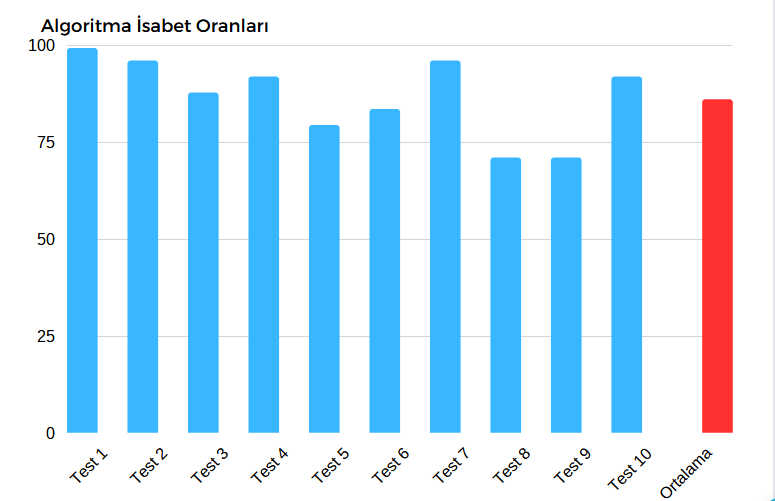 Algoritma İsabet Oranları
100
75
50
25
0
Test 1
Test 2
Test 3
Test 4
Test 5
Test 6
Test 7
Test 8
Test 9
Test 10
Ortalama